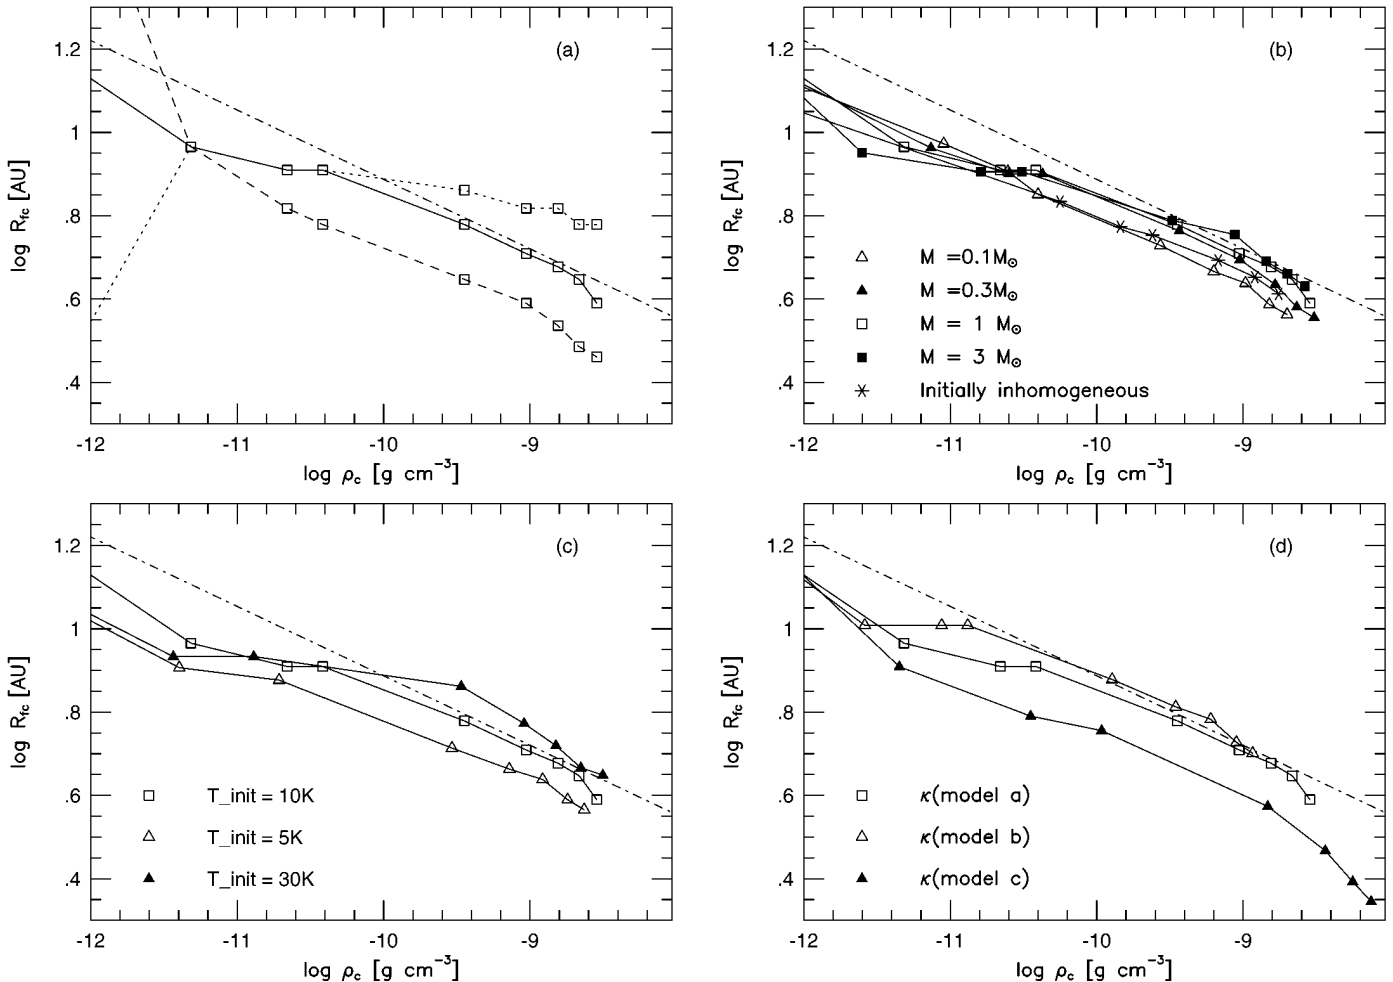 (a)
1.2
1
.8
.6
.4
log R_fc [AU]
-12 -11 -10 -9
log ρ_c [g cm⁻³]
(b)
1.2
1
.8
.6
.4
log R_fc [AU]
M =0.1M⊙
M =0.3M⊙
M = 1 M⊙
M = 3 M⊙
Initially inhomogeneous
-12 -11 -10 -9
log ρ_c [g cm⁻³]
(c)
1.2
1
.8
.6
.4
log R_fc [AU]
T_init = 10K
T_init = 5K
T_init = 30K
-12 -11 -10 -9
log ρ_c [g cm⁻³]
(d)
1.2
1
.8
.6
.4
log R_fc [AU]
κ(model a)
κ(model b)
κ(model c)
-12 -11 -10 -9
log ρ_c [g cm⁻³]